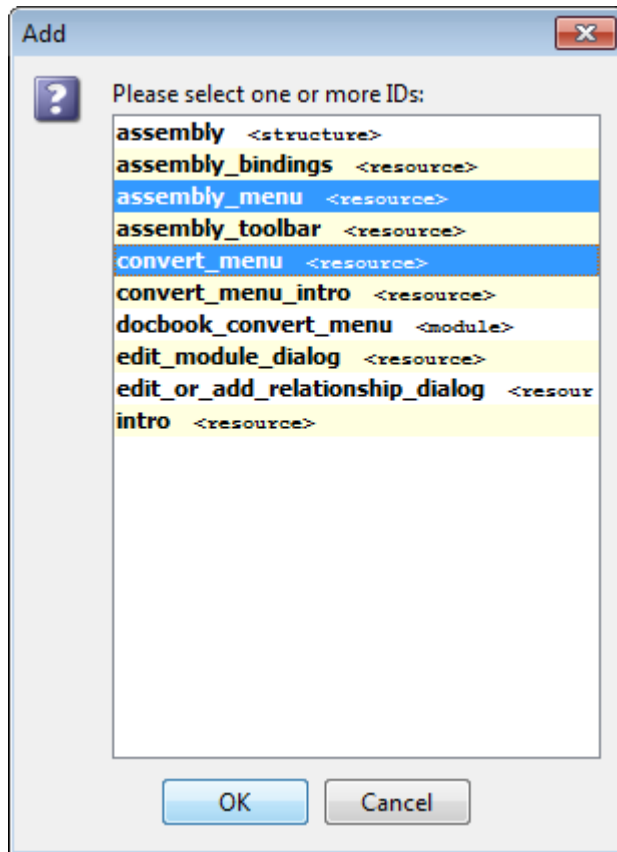 Add
Please select one or more IDs:
assembly <structure>
assembly_bindings <resource>
assembly_menu <resource>
assembly_toolbar <resource>
convert_menu <resource>
convert_menu_intro <resource>
docbook_convert_menu <module>
edit_module_dialog <resource>
edit_or_add_relationship_dialog <resour
intro <resource>
OK Cancel